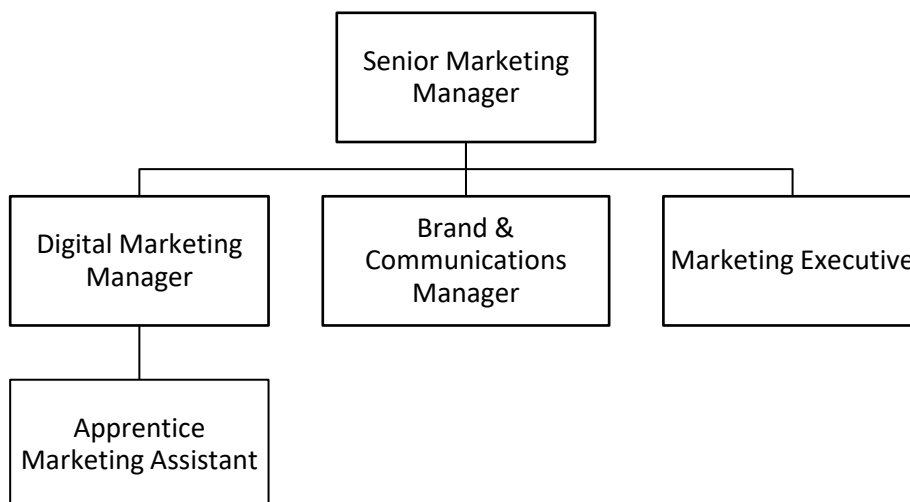 Senior Marketing
Manager
Digital Marketing
Manager
Brand &
Communications
Manager
Marketing Executive
Apprentice
Marketing Assistant